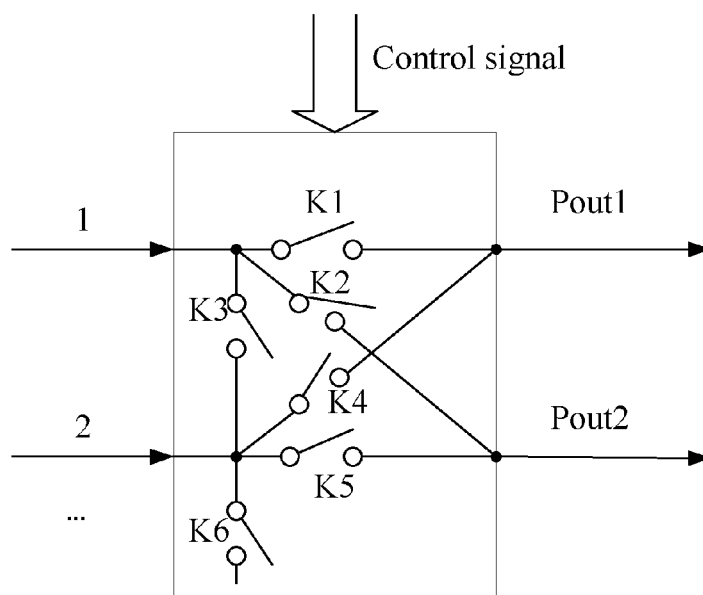 Control signal
1
K1
Pout1
K2
K3
K4
2
Pout2
K5
...
K6